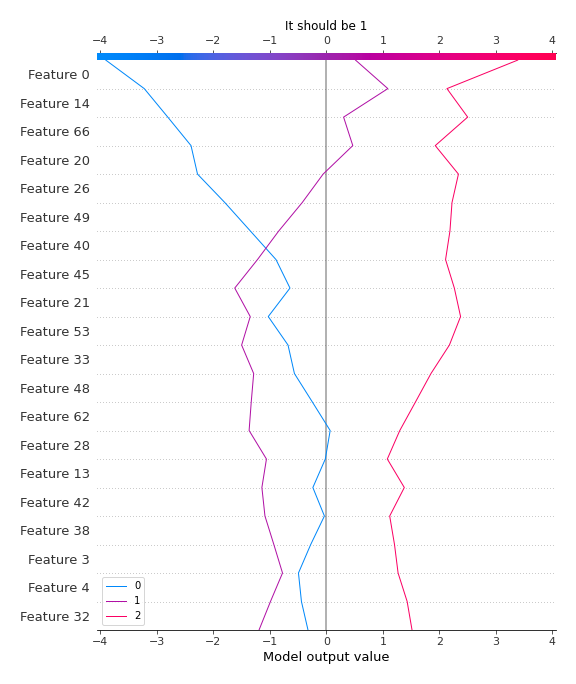 It should be 1
−4 −3 −2 −1 0 1 2 3 4
Feature 0
Feature 14
Feature 66
Feature 20
Feature 26
Feature 49
Feature 40
Feature 45
Feature 21
Feature 53
Feature 33
Feature 48
Feature 62
Feature 28
Feature 13
Feature 42
Feature 38
Feature 3
Feature 4
Feature 32
0
1
2
−4 −3 −2 −1 0 1 2 3 4
Model output value